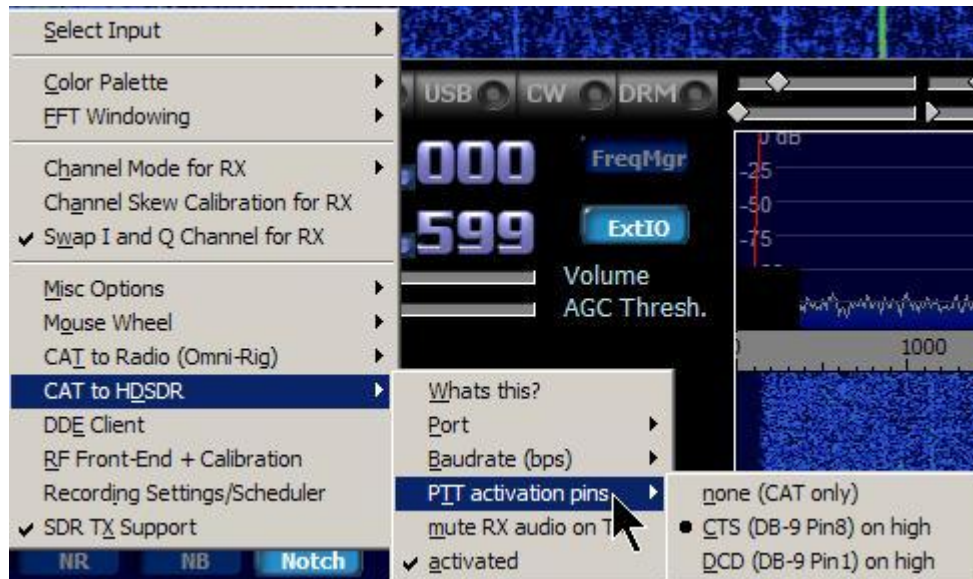 Select Input
Color Palette
FFT Windowing
Channel Mode for RX
Channel Skew Calibration for RX
Swap I and Q Channel for RX
Misc Options
Mouse Wheel
CAT to Radio (Omni-Rig)
CAT to HDSDR
DDE Client
RF Front-End + Calibration
Recording Settings/Scheduler
SDR TX Support
NR NB Notch
Whats this?
Port
Baudrate (bps)
PTT activation pins
mute RX audio on
activated
none (CAT only)
CTS (DB-9 Pin8) on high
DCD (DB-9 Pin1) on high
USB CW DRM
.000
FreqMgr
.599
ExtIO
Volume
AGC Thresh.
0 dB
-25
-50
-75
1000